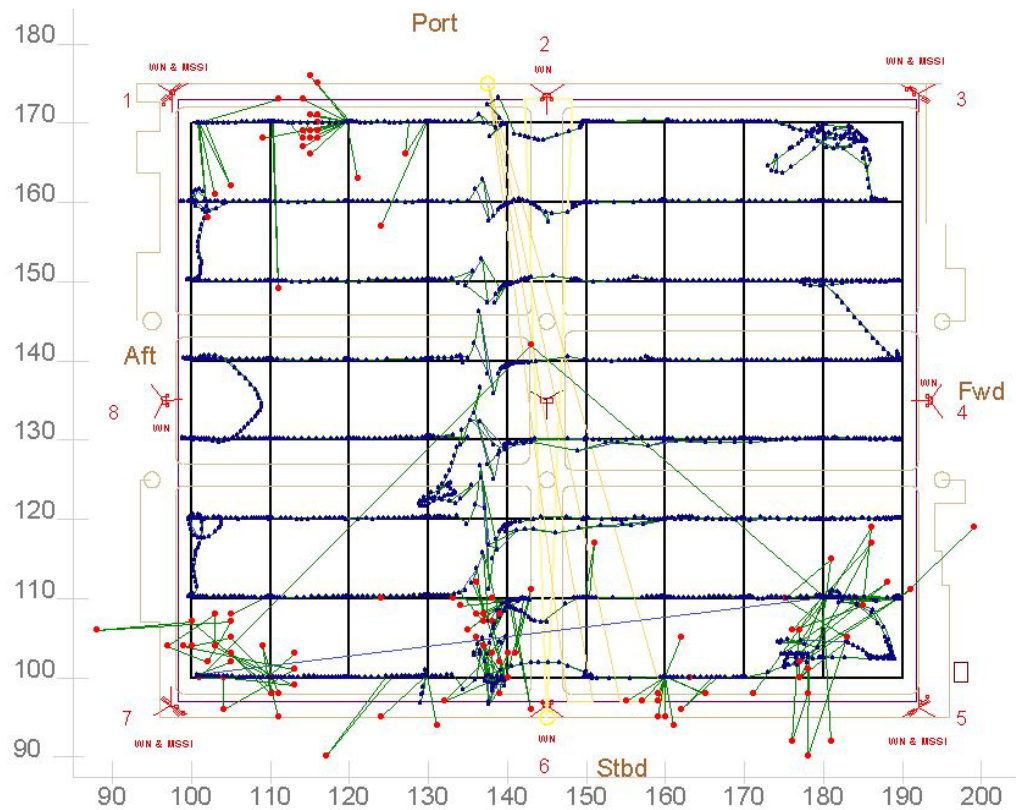 Port
180
2
WN & MSSI
WN
WN & MSSI
1
3
170
160
150
140
Aft
WN
Fwd
8
WN
4
130
120
110
100
7
5
WN & MSSI
WN
WN & MSSI
90
6
Stbd
90 100 110 120 130 140 150 160 170 180 190 200